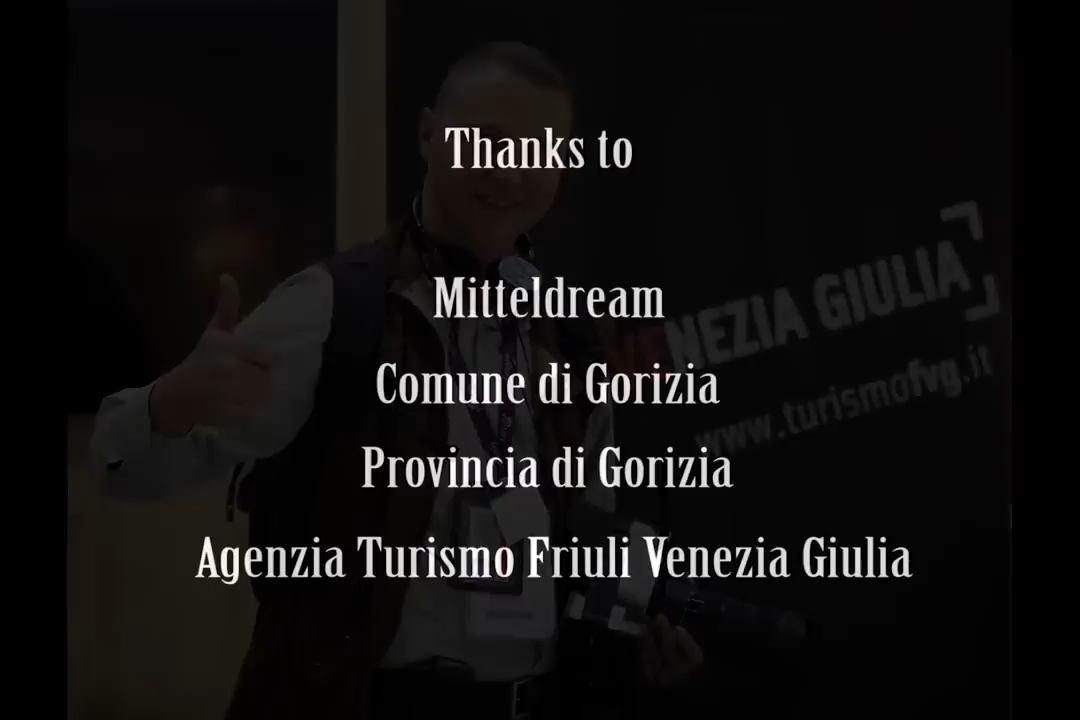 Thanks to
Mitteldream
NEZIA GIULIA
Comune di Gorizia
www.turismofvg.it
Provincia di Gorizia
Agenzia Turismo Friuli Venezia Giulia